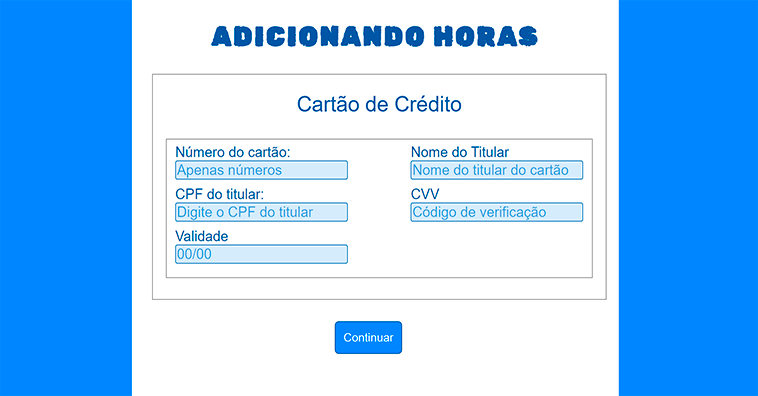 ADICIONANDO HORAS
Cartão de Crédito
Número do cartão:
Apenas números
Nome do Titular
Nome do titular do cartão
CPF do titular:
Digite o CPF do titular
CVV
Código de verificação
Validade
00/00
Continuar